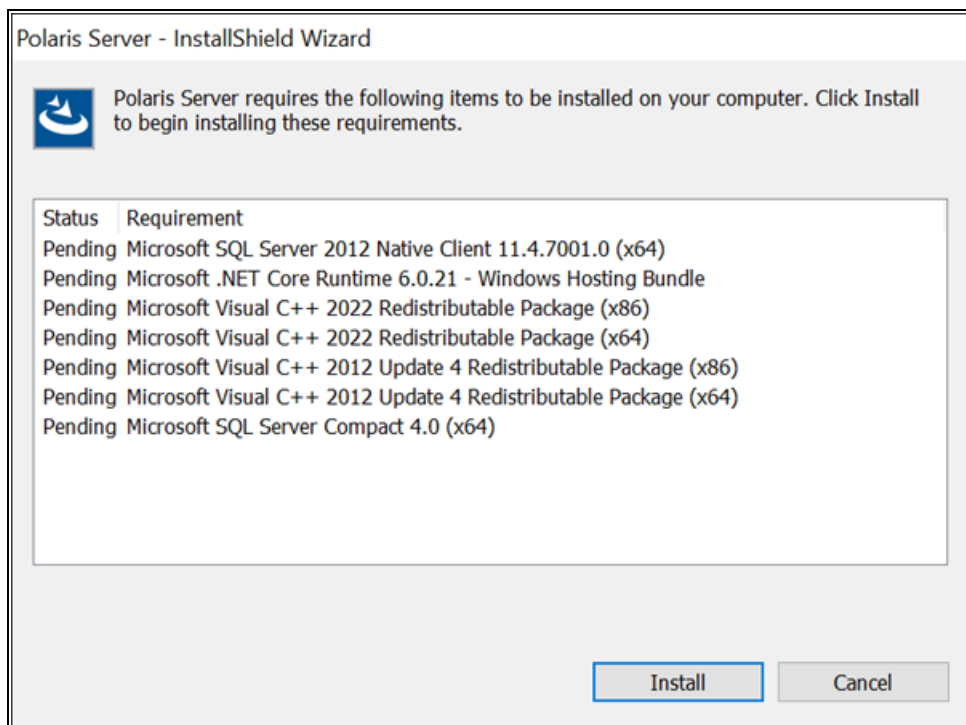 Polaris Server - InstallShield Wizard
Polaris Server requires the following items to be installed on your computer. Click Install
to begin installing these requirements.
Status Requirement
Pending Microsoft SQL Server 2012 Native Client 11.4.7001.0 (x64)
Pending Microsoft .NET Core Runtime 6.0.21 - Windows Hosting Bundle
Pending Microsoft Visual C++ 2022 Redistributable Package (x86)
Pending Microsoft Visual C++ 2022 Redistributable Package (x64)
Pending Microsoft Visual C++ 2012 Update 4 Redistributable Package (x86)
Pending Microsoft Visual C++ 2012 Update 4 Redistributable Package (x64)
Pending Microsoft SQL Server Compact 4.0 (x64)
Install Cancel